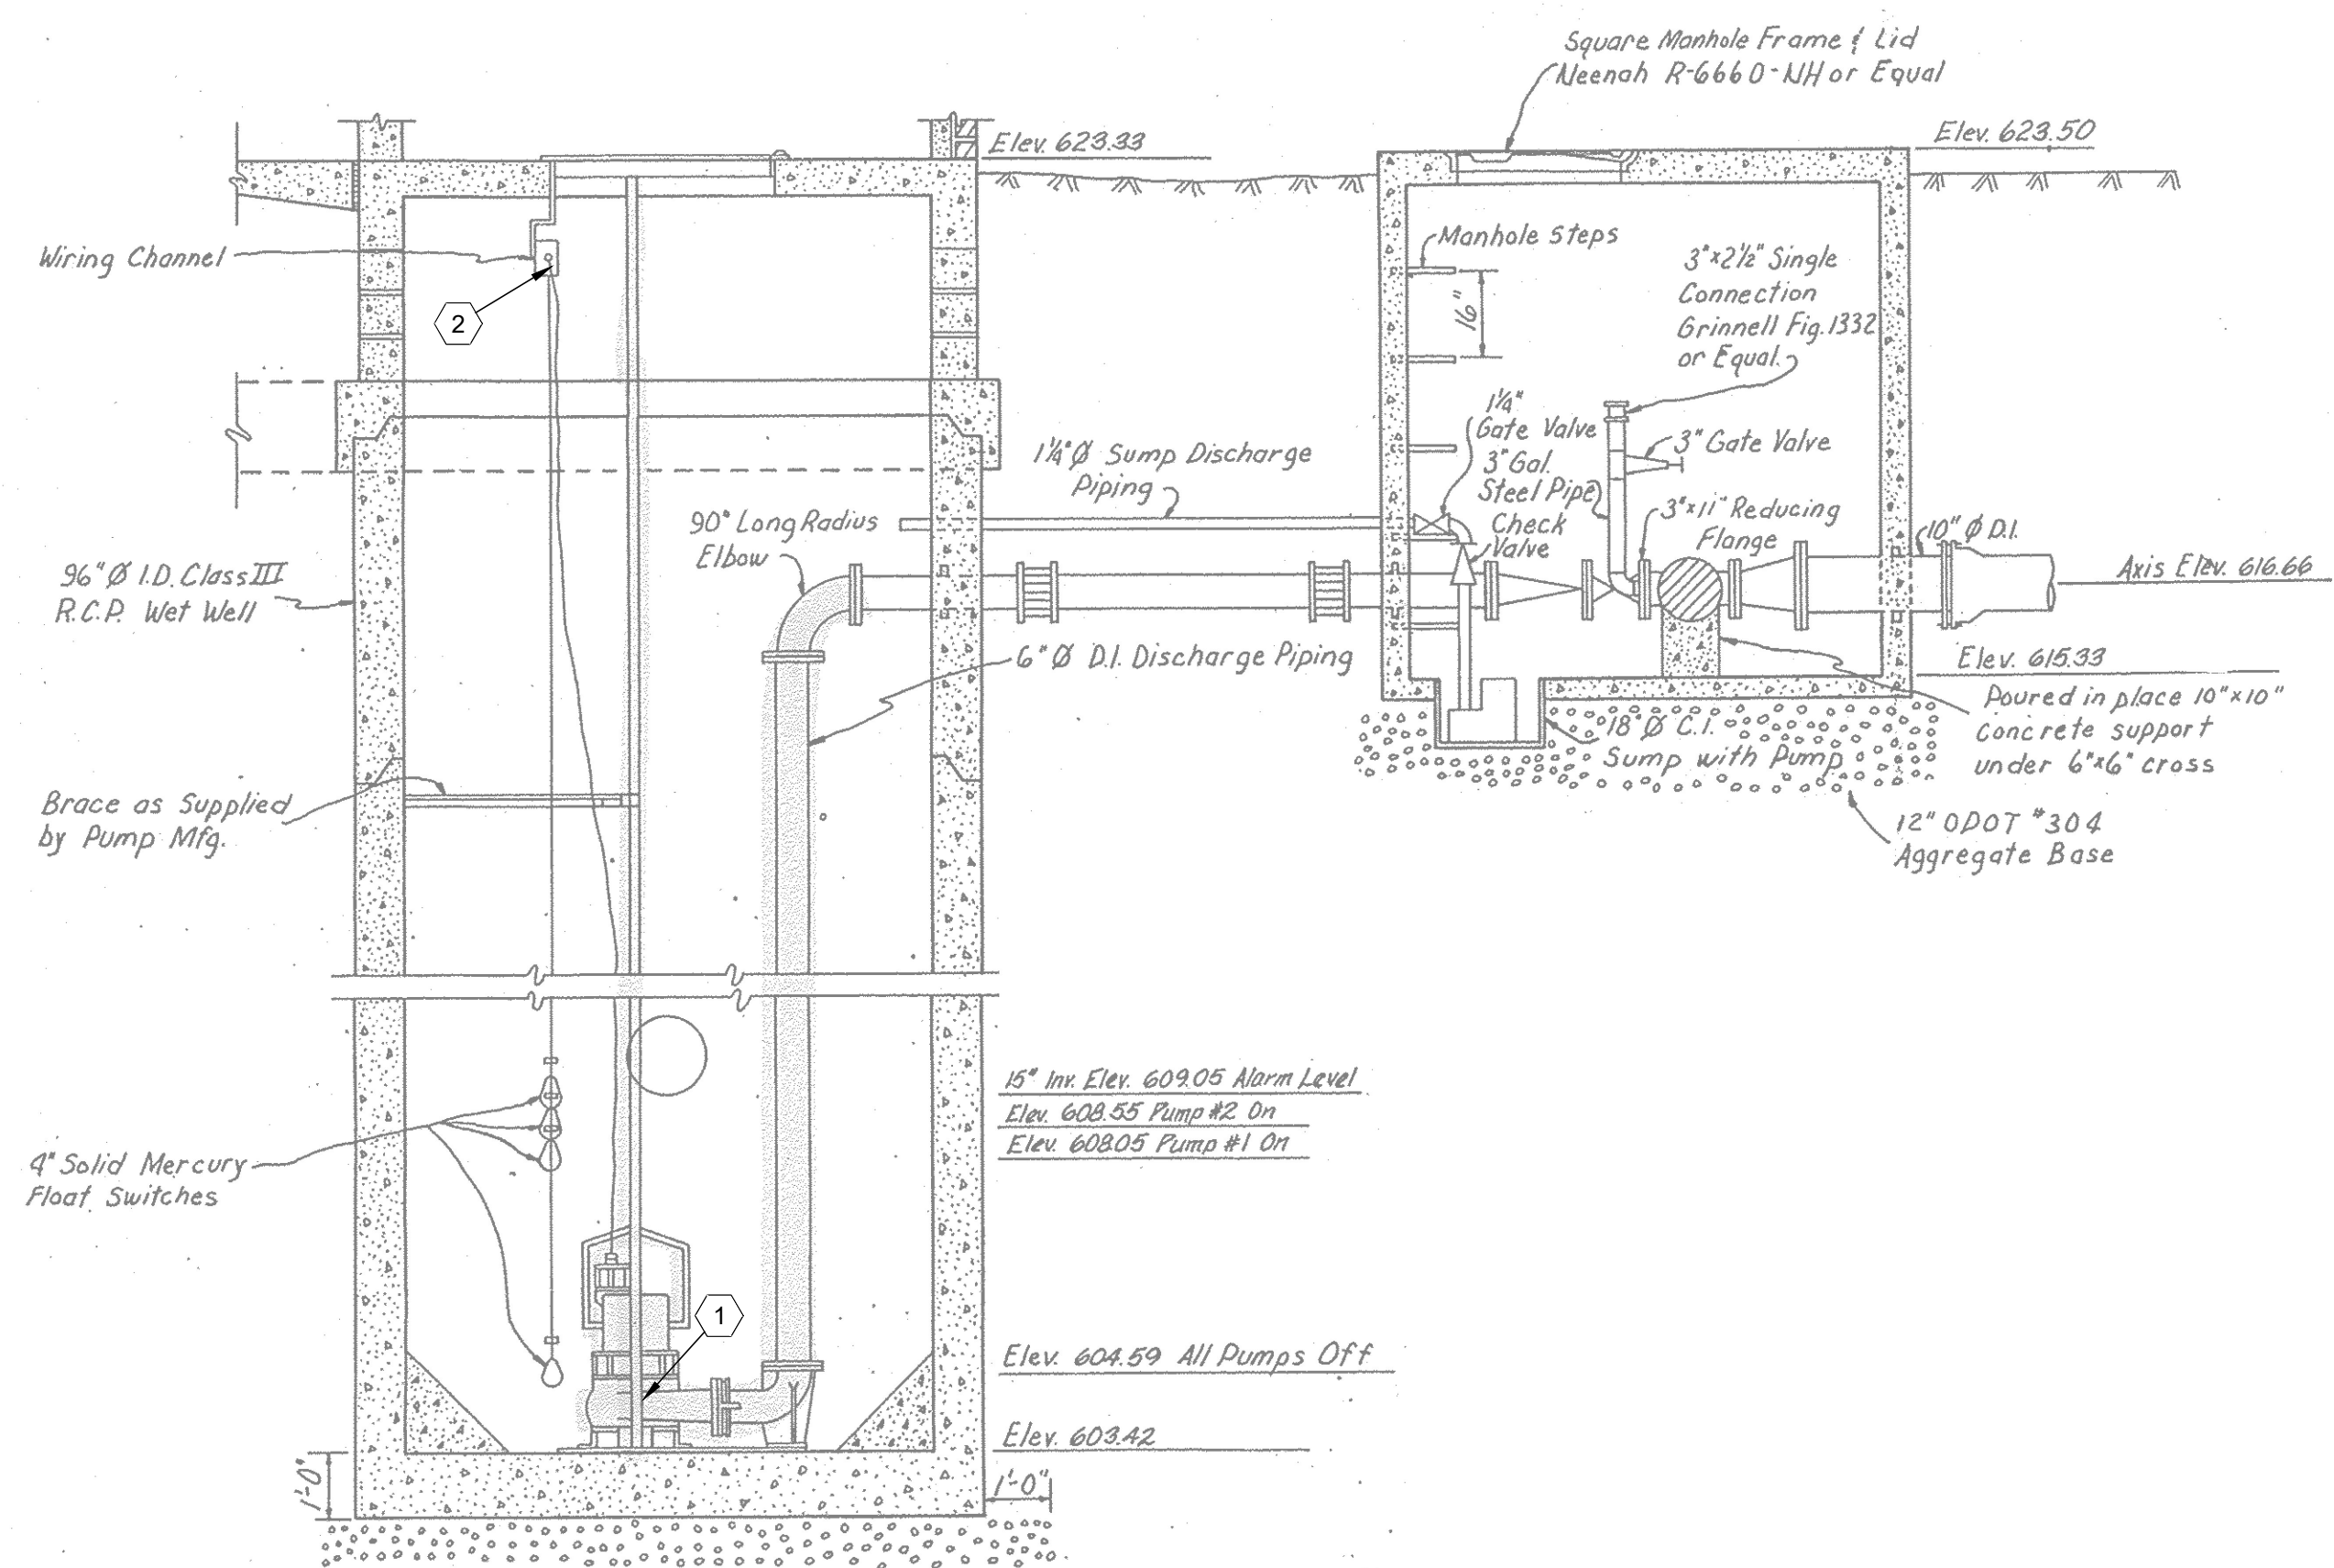 Square Manhole Frame & Lid
Neenah R-6660-NH or Equal
Elev. 623.33
Elev. 623.50
Wiring Channel
2
Manhole Steps
16"
3"x2½" Single
Connection
Grinnell Fig. 1332
or Equal.
1¼"
Gate Valve
3" Gate Valve
1¼"Ø Sump Discharge
Piping
3" Gal.
Steel Pipe
Check
Valve
3"x11" Reducing
Flange
10" Ø D.I.
90° Long Radius
Elbow
96"Ø I.D. Class III
R.C.P. Wet Well
Axis Elev. 616.66
6"Ø D.I. Discharge Piping
Elev. 615.33
Poured in place 10"x10"
Concrete support
under 6"x6" cross
18"Ø C.I.
Sump with Pump
Brace as Supplied
by Pump Mfg.
12" ODOT #304
Aggregate Base
15" Inv. Elev. 609.05 Alarm Level
Elev. 608.55 Pump #2 On
Elev. 608.05 Pump #1 On
4" Solid Mercury
Float Switches
1
Elev. 604.59 All Pumps Off
Elev. 603.42
1'-0"
1'-0"